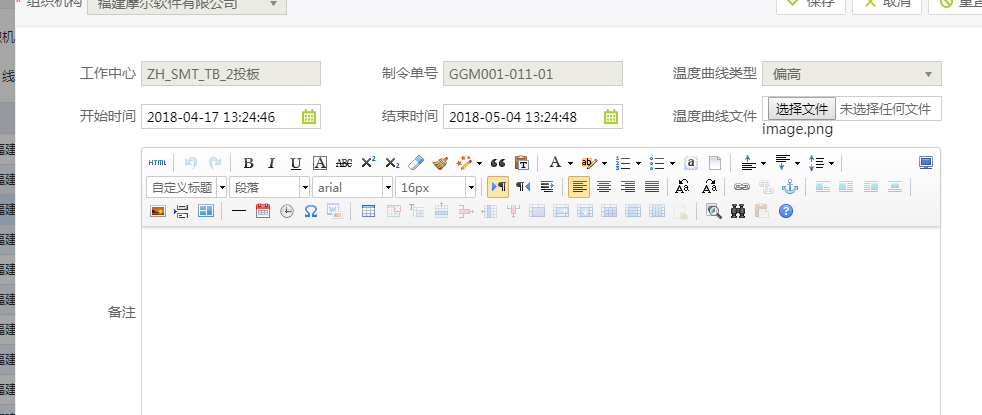 * 组织机构 福建摩尔软件有限公司 保存 取消 重置
工作中心 ZH_SMT_TB_2投板 制令单号 GGM001-011-01 温度曲线类型 偏高
开始时间 2018-04-17 13:24:46 结束时间 2018-05-04 13:24:48 温度曲线文件 选择文件 未选择任何文件
image.png
HTML B I U A ABC X² X₂ A ab
自定义标题 段落 arial 16px
备注
织机
线
福建
福建
福建
福建
福建
福建
福建
福建
福建